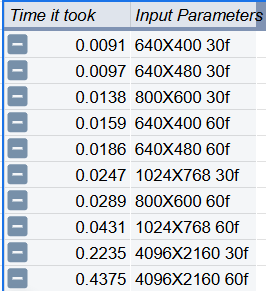 Time it took Input Parameters
0.0091 640X400 30f
0.0097 640X480 30f
0.0138 800X600 30f
0.0159 640X400 60f
0.0186 640X480 60f
0.0247 1024X768 30f
0.0289 800X600 60f
0.0431 1024X768 60f
0.2235 4096X2160 30f
0.4375 4096X2160 60f